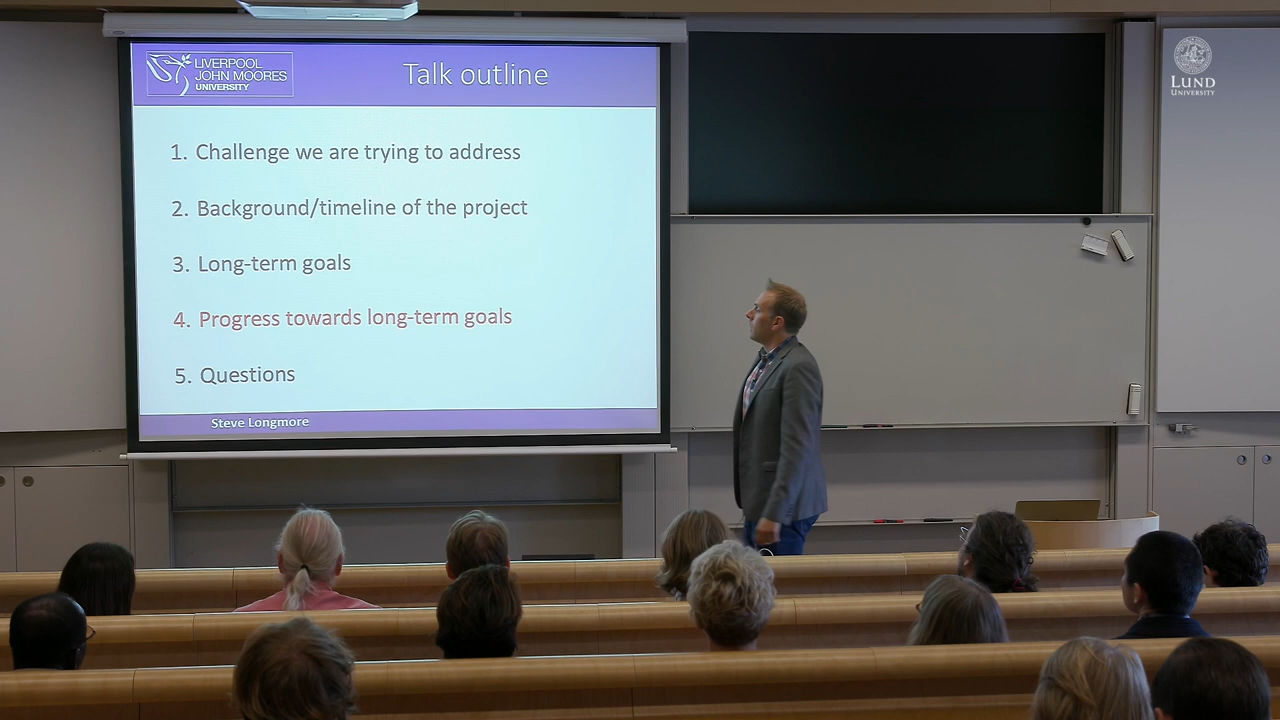 LIVERPOOL
JOHN MOORES
UNIVERSITY
Talk outline
1. Challenge we are trying to address
2. Background/timeline of the project
3. Long-term goals
4. Progress towards long-term goals
5. Questions
Steve Longmore
LUND
UNIVERSITY